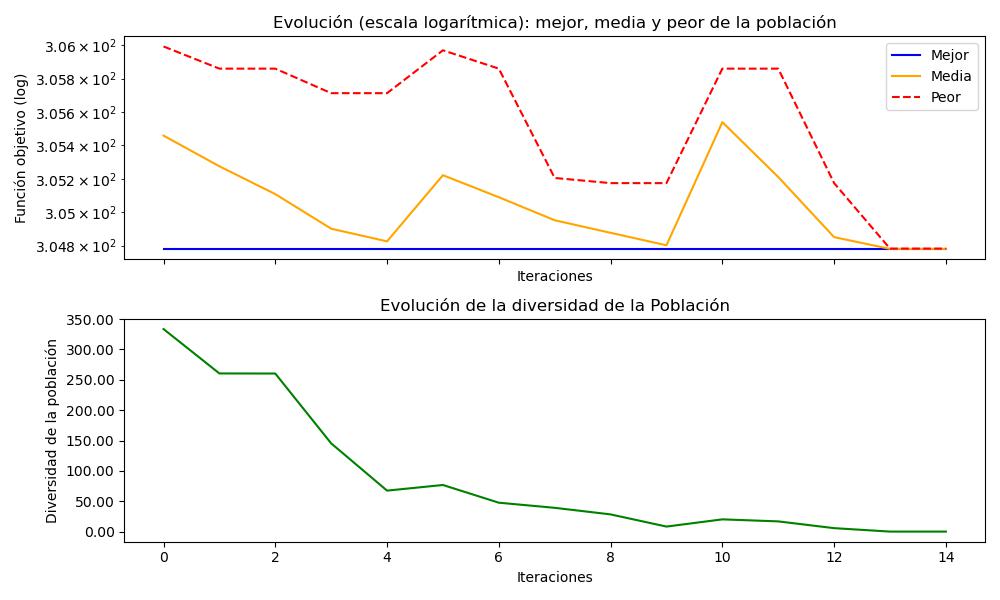 Evolución (escala logarítmica): mejor, media y peor de la población
3.06 × 10²
3.058 × 10²
3.056 × 10²
3.054 × 10²
3.052 × 10²
3.05 × 10²
3.048 × 10²
Función objetivo (log)
Mejor
Media
Peor
Iteraciones
Evolución de la diversidad de la Población
350.00
300.00
250.00
200.00
150.00
100.00
50.00
0.00
Diversidad de la población
0 2 4 6 8 10 12 14
Iteraciones